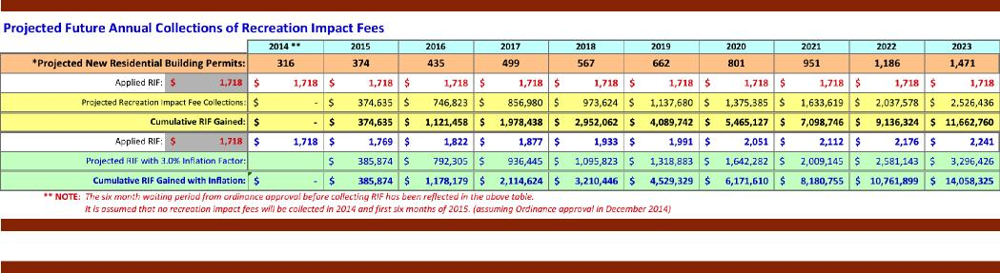 Projected Future Annual Collections of Recreation Impact Fees
2014 ** 2015 2016 2017 2018 2019 2020 2021 2022 2023
*Projected New Residential Building Permits: 316 374 435 499 567 662 801 951 1,186 1,471
Applied RIF: $ 1,718 $ 1,718 $ 1,718 $ 1,718 $ 1,718 $ 1,718 $ 1,718 $ 1,718 $ 1,718 $ 1,718 $ 1,718
Projected Recreation Impact Fee Collections: $ - $ 374,635 $ 746,823 $ 856,980 $ 973,624 $ 1,137,680 $ 1,375,385 $ 1,633,619 $ 2,037,578 $ 2,526,436
Cumulative RIF Gained: $ - $ 374,635 $ 1,121,458 $ 1,978,438 $ 2,952,062 $ 4,089,742 $ 5,465,127 $ 7,098,746 $ 9,136,324 $ 11,662,760
Applied RIF: $ 1,718 $ 1,718 $ 1,769 $ 1,822 $ 1,877 $ 1,933 $ 1,991 $ 2,051 $ 2,112 $ 2,176 $ 2,241
Projected RIF with 3.0% Inflation Factor: $ 385,874 $ 792,305 $ 936,445 $ 1,095,823 $ 1,318,883 $ 1,642,282 $ 2,009,145 $ 2,581,143 $ 3,296,426
Cumulative RIF Gained with Inflation: $ - $ 385,874 $ 1,178,179 $ 2,114,624 $ 3,210,446 $ 4,529,329 $ 6,171,610 $ 8,180,755 $ 10,761,899 $ 14,058,325
** NOTE: The six month waiting period from ordinance approval before collecting RIF has been reflected in the above table.
It is assumed that no recreation impact fees will be collected in 2014 and first six months of 2015. (assuming Ordinance approval in December 2014)